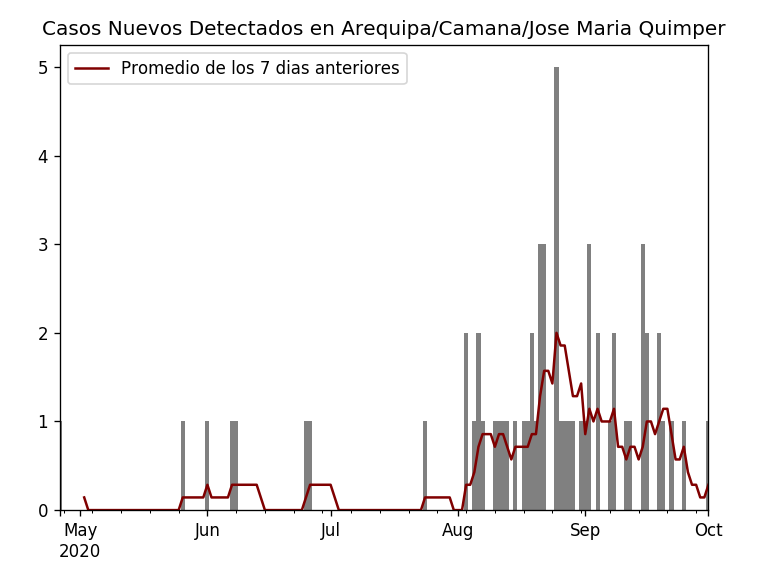 Casos Nuevos Detectados en Arequipa/Camana/Jose Maria Quimper
Promedio de los 7 dias anteriores
5
4
3
2
1
0
May Jun Jul Aug Sep Oct
2020